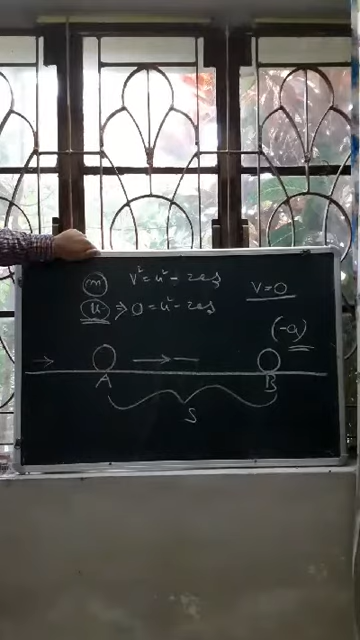 m v² = u² - 2as
v = 0
u ⇒ 0 = u² - 2as
(-a)
A B
S